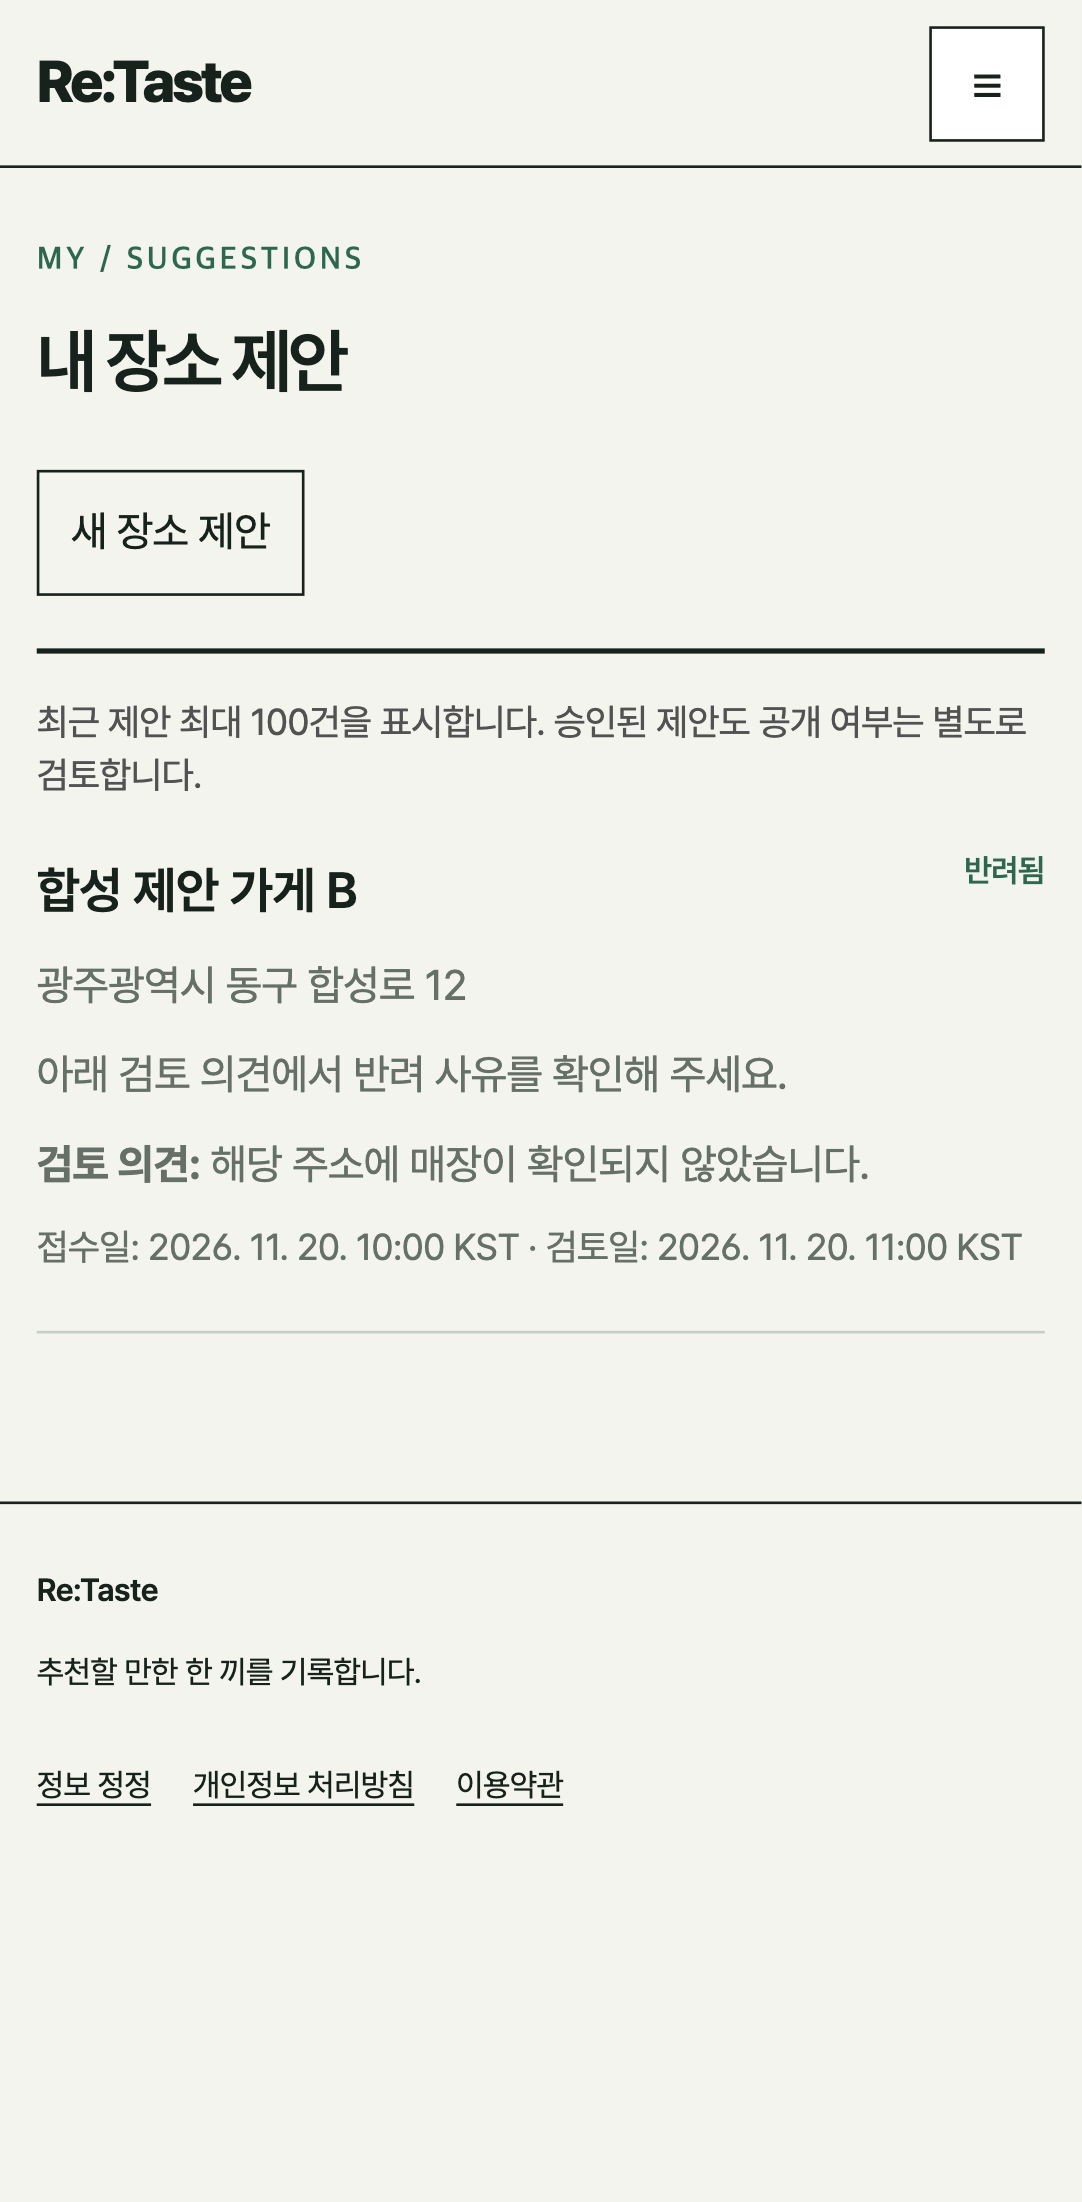 Re:Taste
MY / SUGGESTIONS
내 장소 제안
새 장소 제안
최근 제안 최대 100건을 표시합니다. 승인된 제안도 공개 여부는 별도로
검토합니다.
합성 제안 가게 B
반려됨
광주광역시 동구 합성로 12
아래 검토 의견에서 반려 사유를 확인해 주세요.
검토 의견: 해당 주소에 매장이 확인되지 않았습니다.
접수일: 2026. 11. 20. 10:00 KST · 검토일: 2026. 11. 20. 11:00 KST
Re:Taste
추천할 만한 한 끼를 기록합니다.
정보 정정 개인정보 처리방침 이용약관